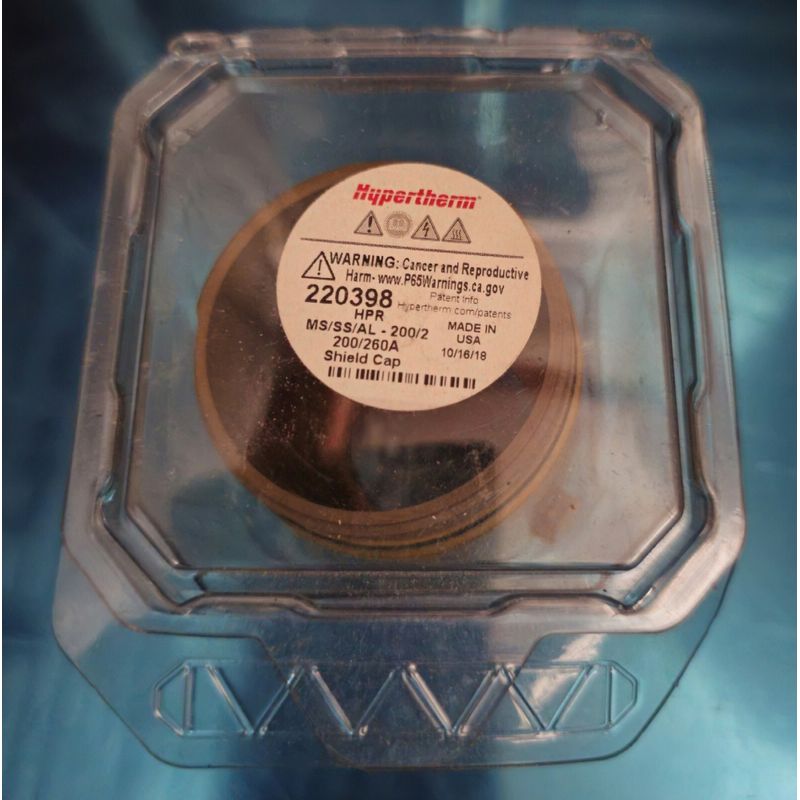 Hypertherm®
WARNING: Cancer and Reproductive
Harm- www.P65Warnings.ca.gov
220398
Patent Info
Hypertherm.com/patents
HPR
MS/SS/AL - 200/2
200/260A
Shield Cap
MADE IN
USA
10/16/18